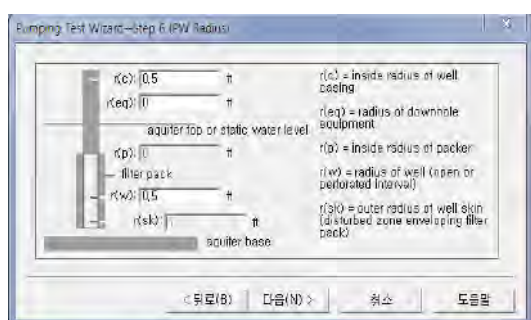 Pumping Test Wizard--Step 6 (PW Radius)
r(c): 0,5 ft
r(eq): 0 ft
aquifer top or static water level
r(p): 0 ft
filter pack
r(w): 0,5 ft
r(sk): ft
aquifer base
r(c) = inside radius of well
casing
r(eq) = radius of downhole
equipment
r(p) = inside radius of packer
r(w) = radius of well (open or
perforated interval)
r(sk) = outer radius of well skin
(disturbed zone enveloping filter
pack)
< 뒤로(B)
다음(N) >
취소
도움말